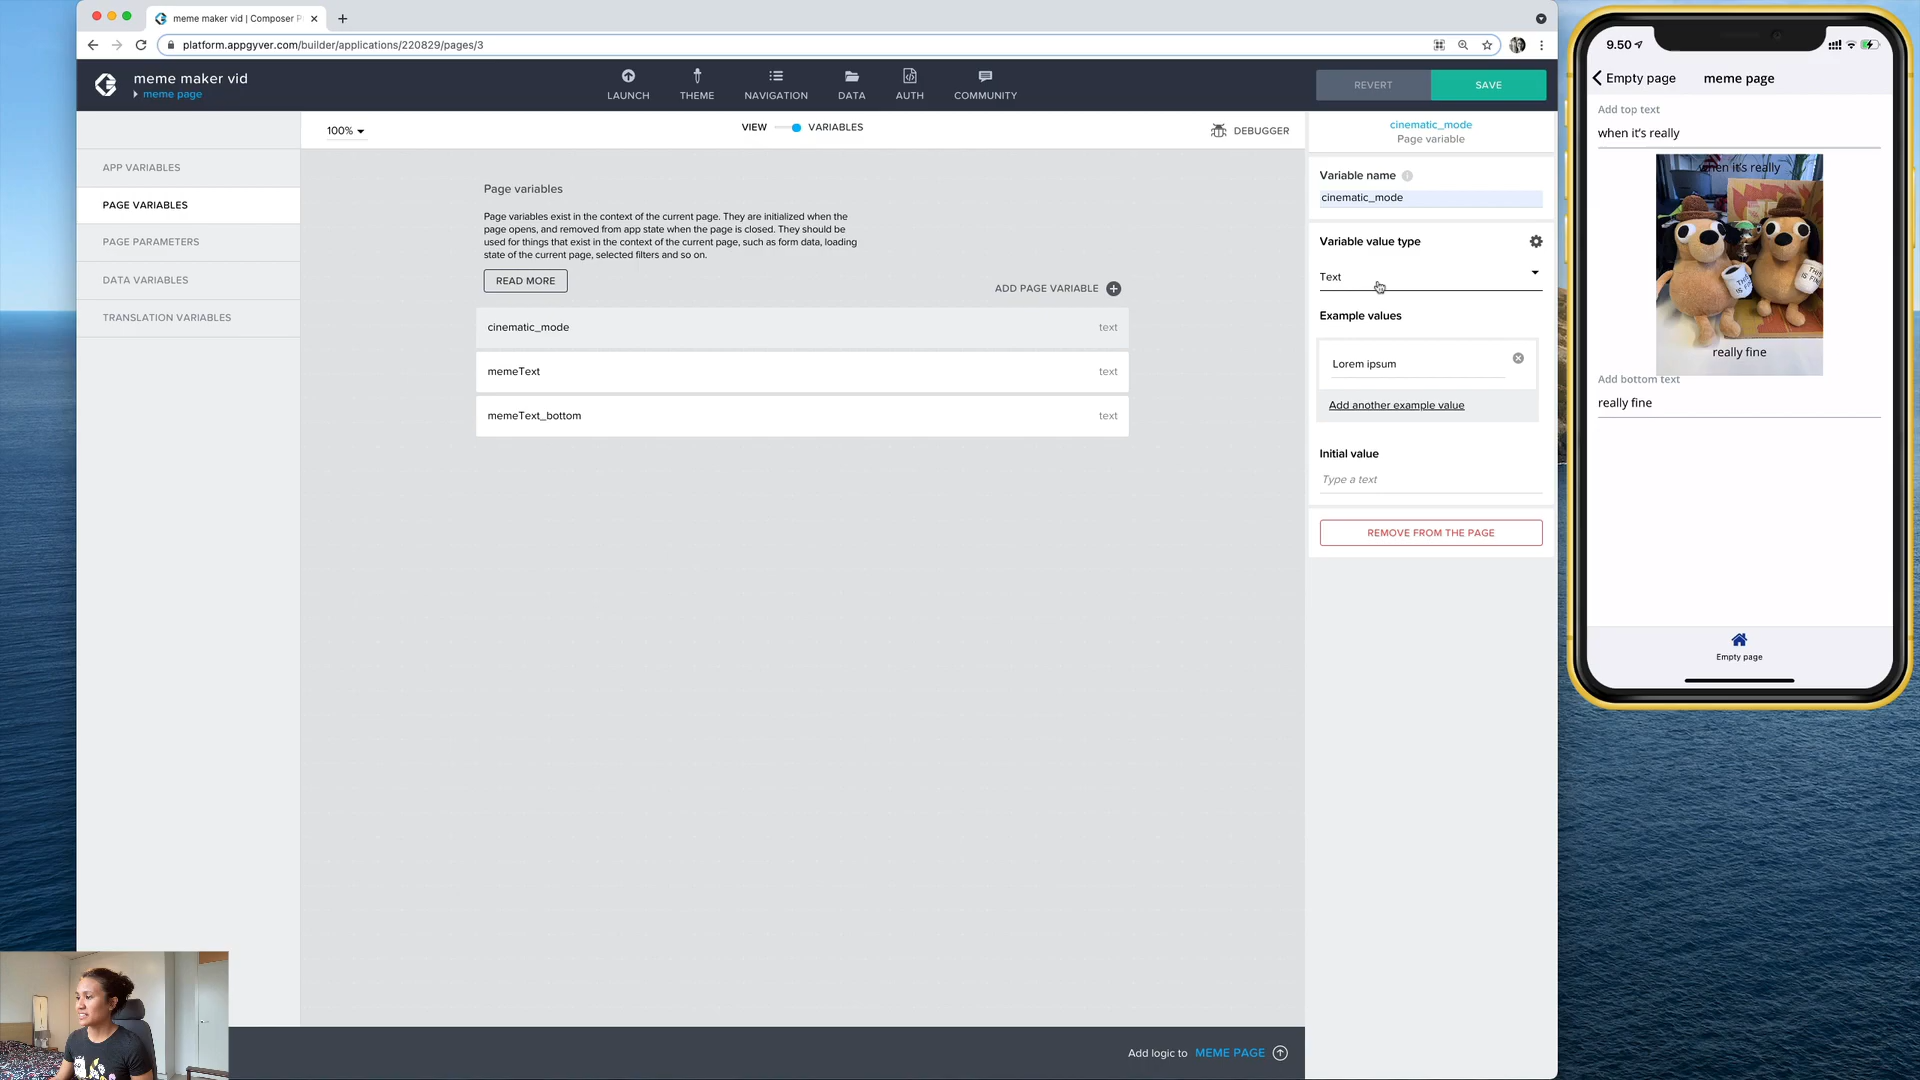 meme maker vid | Composer P
platform.appgyver.com/builder/applications/220829/pages/3
meme maker vid
meme page
LAUNCH
THEME
NAVIGATION
DATA
AUTH
COMMUNITY
REVERT
SAVE
100%
VIEW
VARIABLES
DEBUGGER
APP VARIABLES
PAGE VARIABLES
PAGE PARAMETERS
DATA VARIABLES
TRANSLATION VARIABLES
Page variables
Page variables exist in the context of the current page. They are initialized when the
page opens, and removed from app state when the page is closed. They should be
used for things that exist in the context of the current page, such as form data, loading
state of the current page, selected filters and so on.
READ MORE
ADD PAGE VARIABLE
cinematic_mode text
memeText text
memeText_bottom text
cinematic_mode
Page variable
Variable name
cinematic_mode
Variable value type
Text
Example values
Lorem ipsum
Add another example value
Initial value
Type a text
REMOVE FROM THE PAGE
Add logic to MEME PAGE
9.50
Empty page
meme page
Add top text
when it's really
when it's really
THIS
IS FI
THIS
IS FIN
really fine
Add bottom text
really fine
Empty page